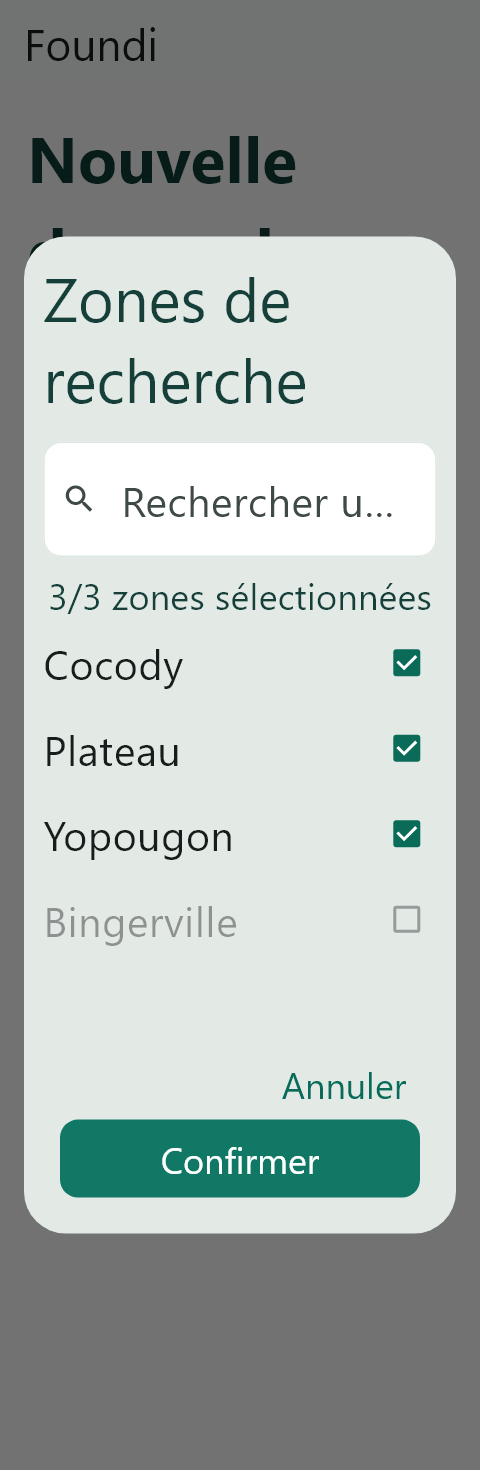 Foundi
Nouvelle
Zones de
recherche
Rechercher u...
3/3 zones sélectionnées
Cocody
Plateau
Yopougon
Bingerville
Annuler
Confirmer